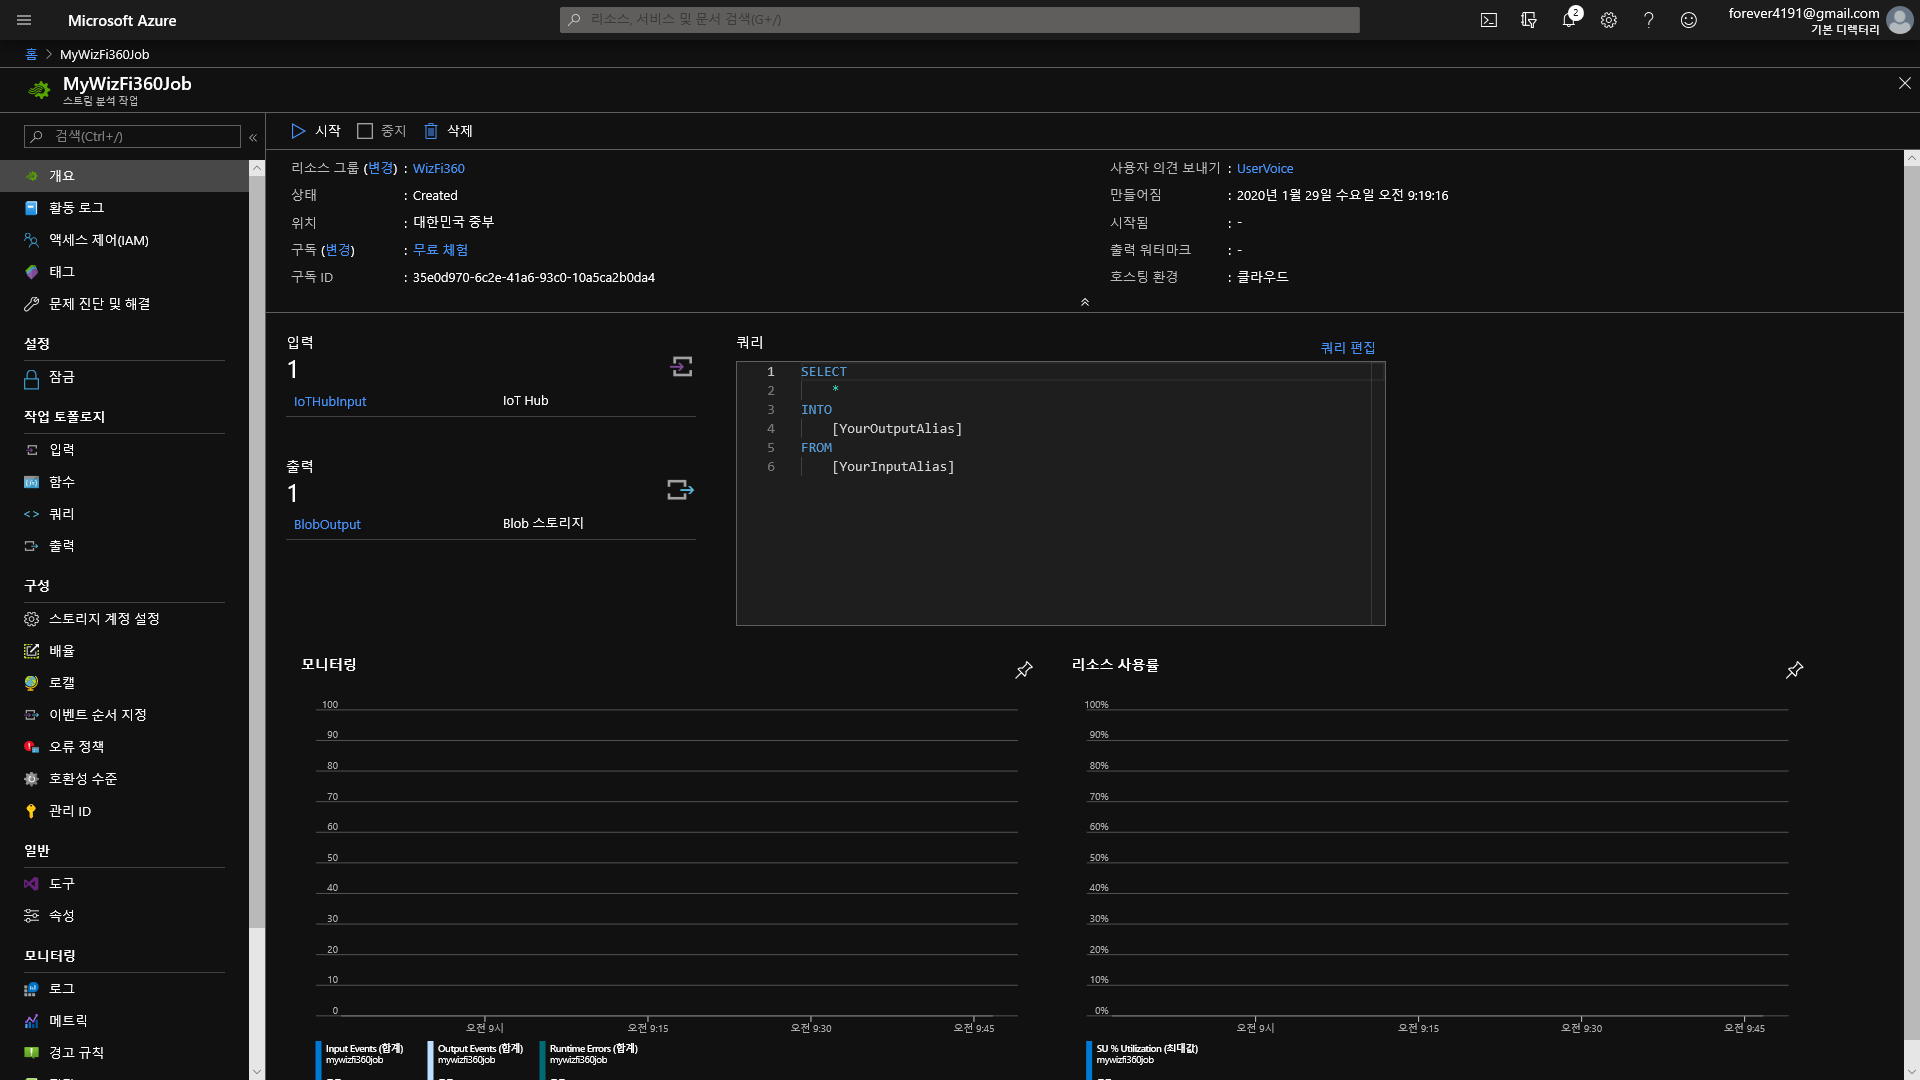 Microsoft Azure
리소스, 서비스 및 문서 검색(G+/)
2
forever4191@gmail.com
기본 디렉터리
홈 > MyWizFi360Job
MyWizFi360Job
스트림 분석 작업
검색(Ctrl+/)
«
개요
활동 로그
액세스 제어(IAM)
태그
문제 진단 및 해결
설정
잠금
작업 토폴로지
입력
함수
쿼리
출력
구성
스토리지 계정 설정
배율
로캘
이벤트 순서 지정
오류 정책
호환성 수준
관리 ID
일반
도구
속성
모니터링
로그
메트릭
경고 규칙
시작 중지 삭제
리소스 그룹 (변경) : WizFi360
상태 : Created
위치 : 대한민국 중부
구독 (변경) : 무료 체험
구독 ID : 35e0d970-6c2e-41a6-93c0-10a5ca2b0da4
사용자 의견 보내기 : UserVoice
만들어짐 : 2020년 1월 29일 수요일 오전 9:19:16
시작됨 : -
출력 워터마크 : -
호스팅 환경 : 클라우드
입력
1
IoTHubInput IoT Hub
출력
1
BlobOutput Blob 스토리지
쿼리
쿼리 편집
1 SELECT
2 *
3 INTO
4 [YourOutputAlias]
5 FROM
6 [YourInputAlias]
모니터링
100
90
80
70
60
50
40
30
20
10
0
오전 9시 오전 9:15 오전 9:30 오전 9:45
Input Events (합계) Output Events (합계) Runtime Errors (합계)
mywizfi360job mywizfi360job mywizfi360job
리소스 사용률
100%
90%
80%
70%
60%
50%
40%
30%
20%
10%
0%
오전 9시 오전 9:15 오전 9:30 오전 9:45
SU % Utilization (최대값)
mywizfi360job